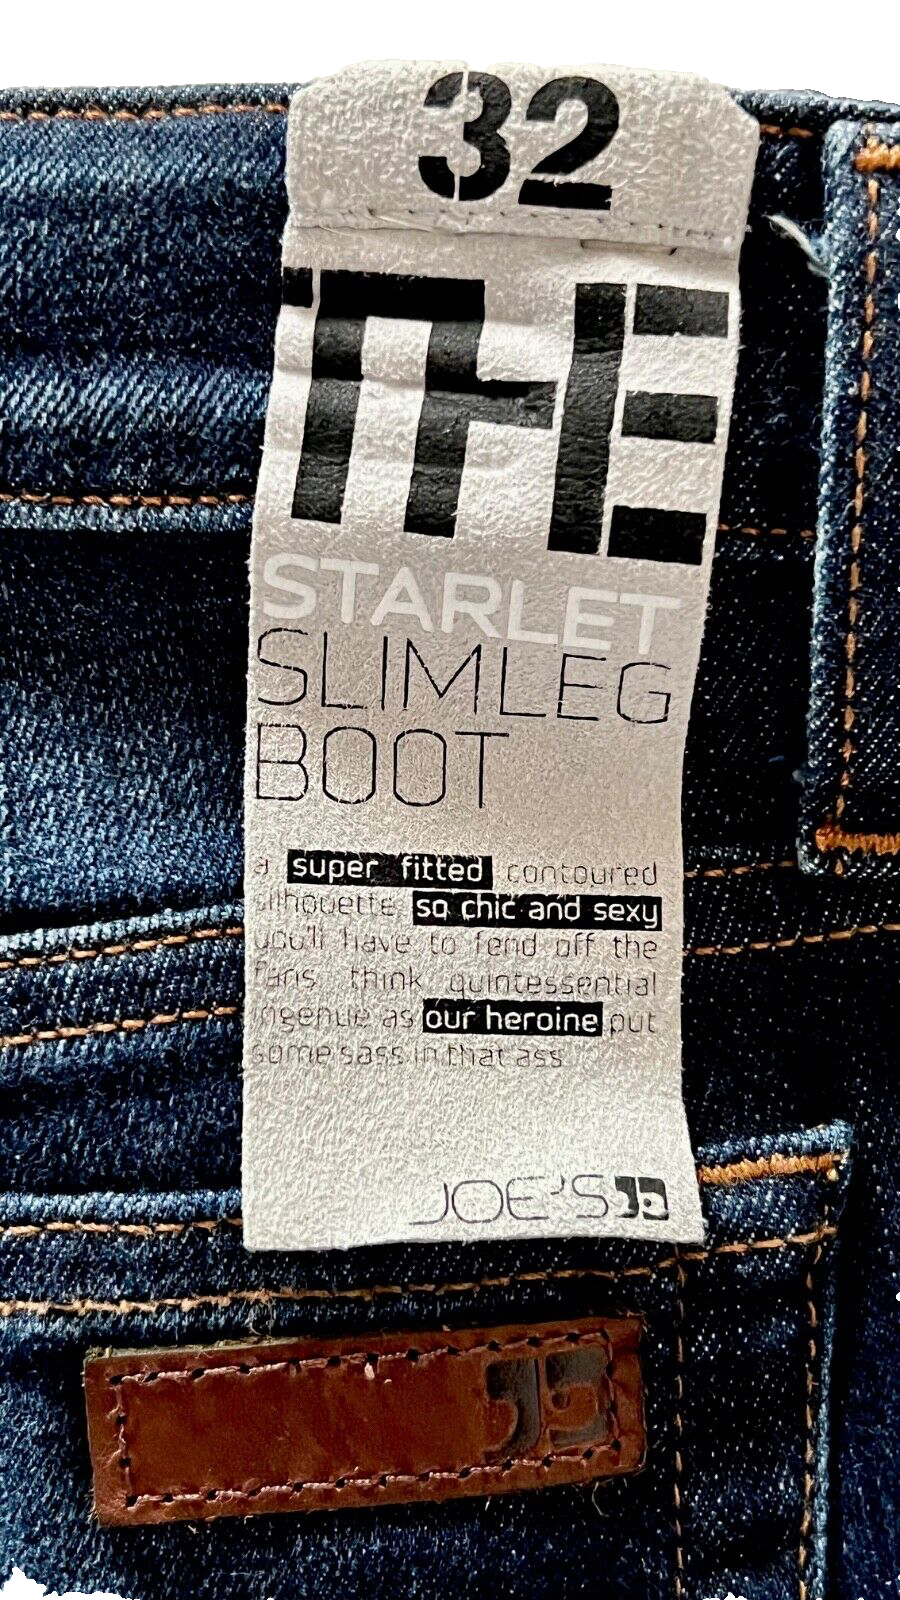 32
THE
STARLET
SLIMLEG
BOOT
a super fitted contoured
silhouette so chic and sexy
you'll have to fend off the
fans. think quintessential
ingenue as our heroine put
some sass in that ass
JOE'S